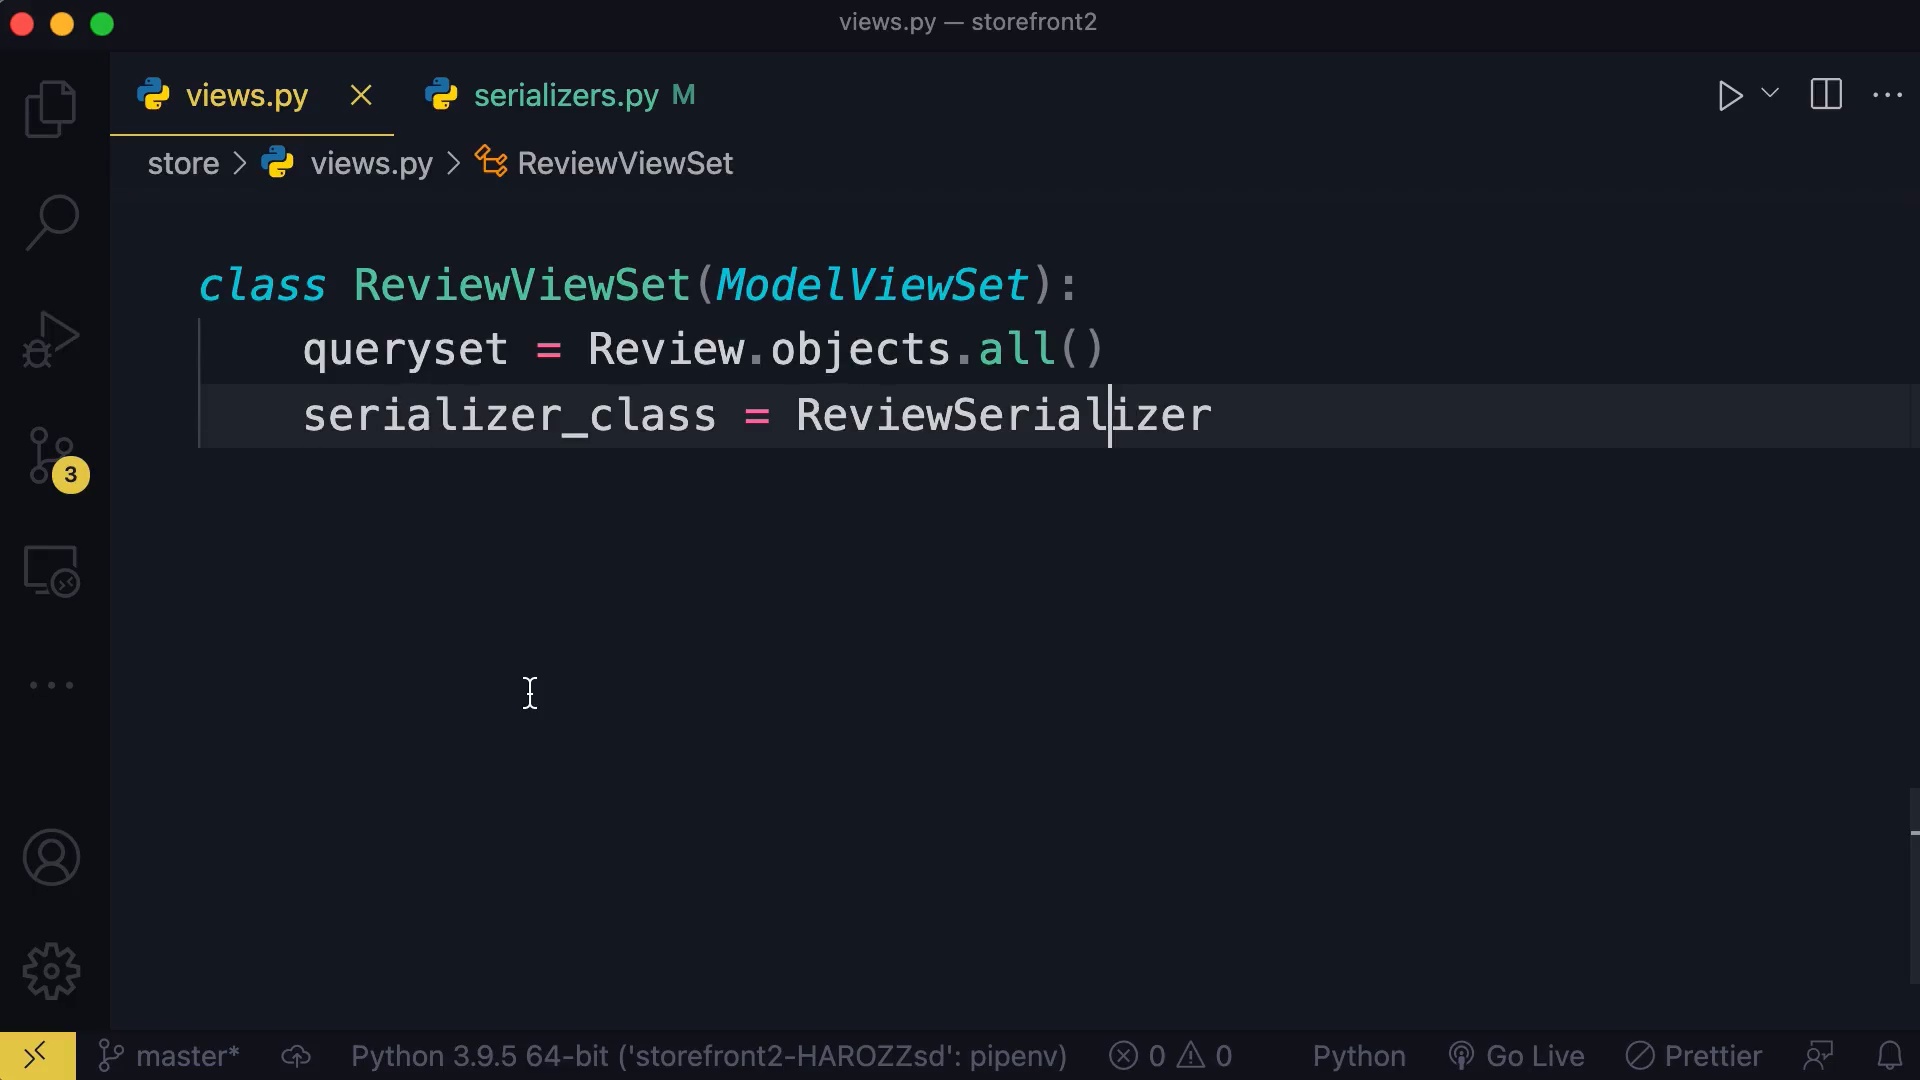 views.py — storefront2
views.py
serializers.py M
store > views.py > ReviewViewSet
class ReviewViewSet(ModelViewSet):
queryset = Review.objects.all()
serializer_class = ReviewSerializer
3
master*
Python 3.9.5 64-bit ('storefront2-HAROZZsd': pipenv)
0
0
Python
Go Live
Prettier